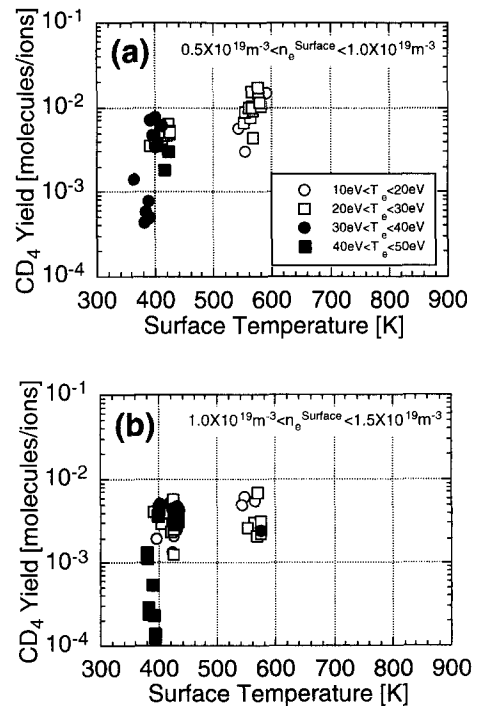 (a)
0.5X10^19m^-3<n_e^Surface<1.0X10^19m^-3
CD4 Yield [molecules/ions]
10^-1
10^-2
10^-3
10^-4
10eV<T_e<20eV
20eV<T_e<30eV
30eV<T_e<40eV
40eV<T_e<50eV
300 400 500 600 700 800 900
Surface Temperature [K]
(b)
1.0X10^19m^-3<n_e^Surface<1.5X10^19m^-3
CD4 Yield [molecules/ions]
10^-1
10^-2
10^-3
10^-4
300 400 500 600 700 800 900
Surface Temperature [K]